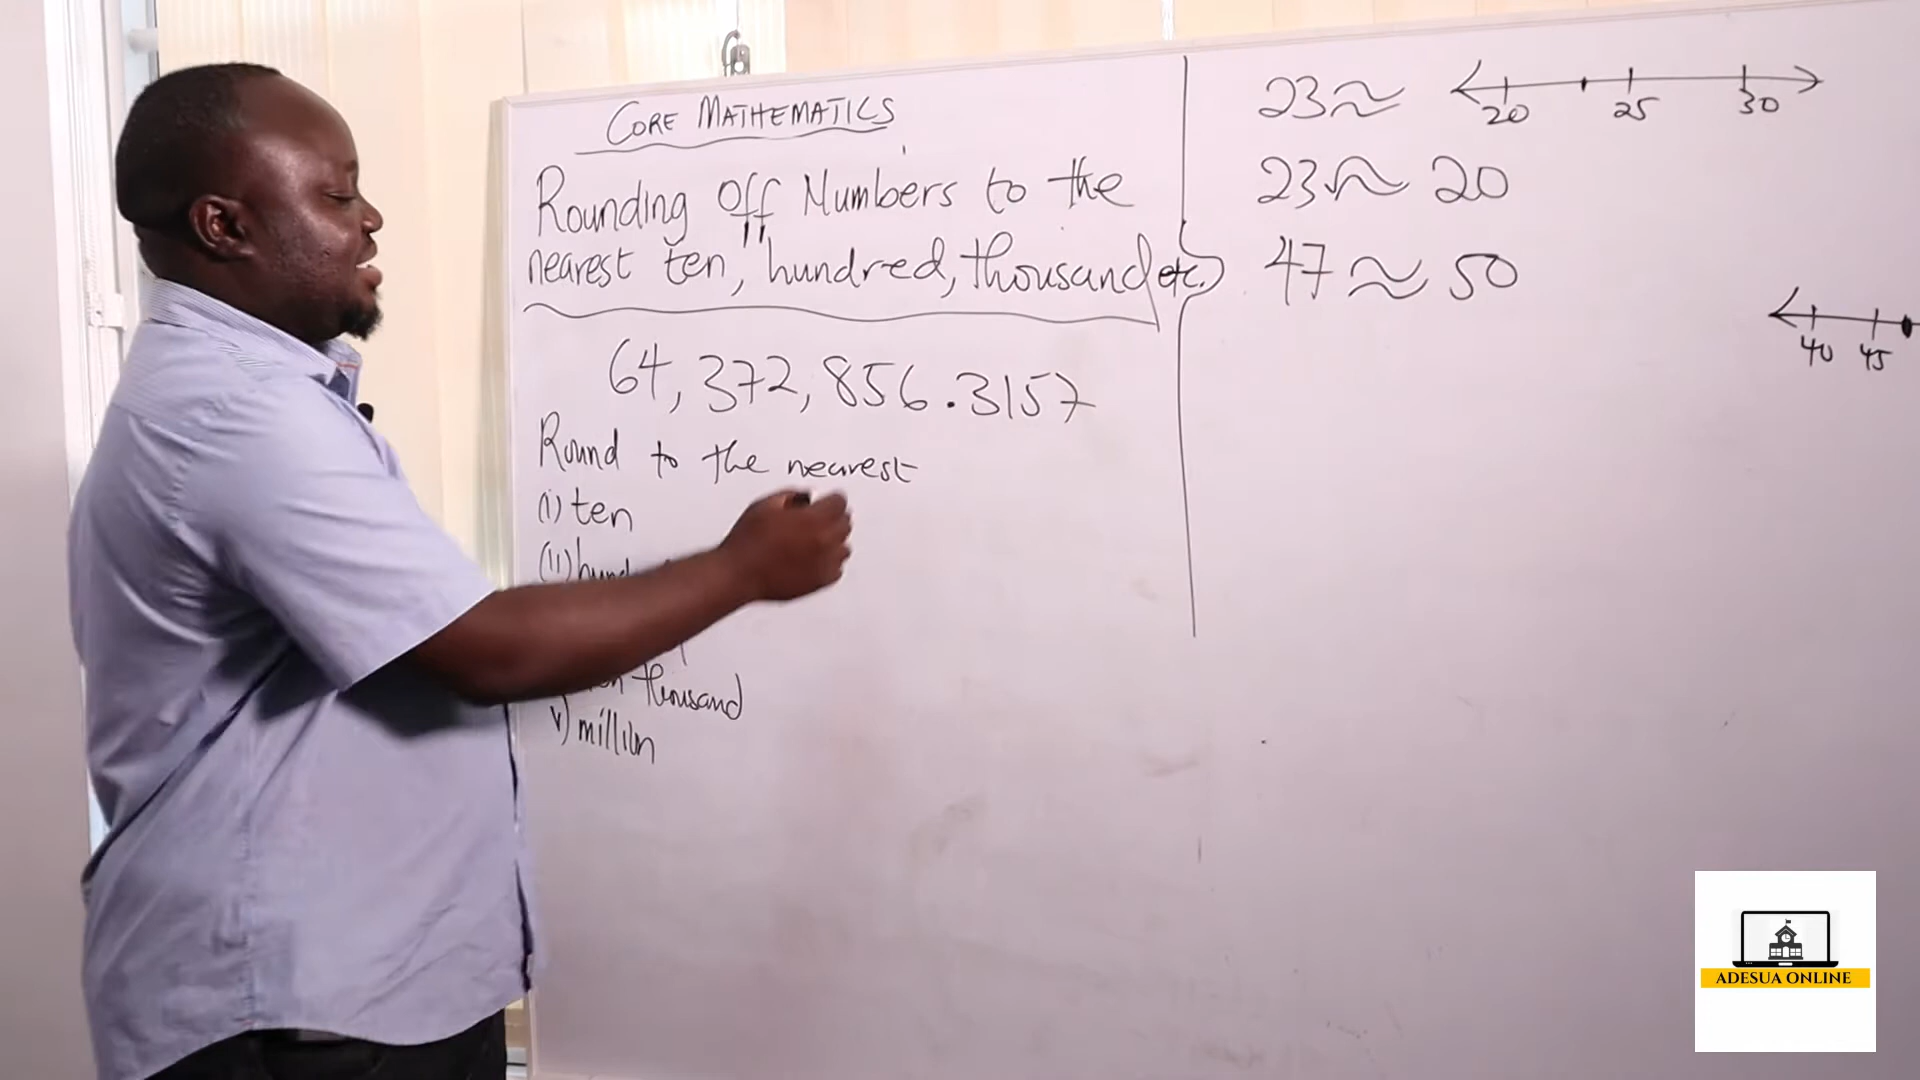 CORE MATHEMATICS
Rounding Off Numbers to the
nearest ten, hundred, thousand etc.
64,372,856.3157
Round to the nearest
(i) ten
(ii)
thousand
v) million
23≈
20 25 30
23≈ 20
47≈ 50
40 45
ADESUA ONLINE